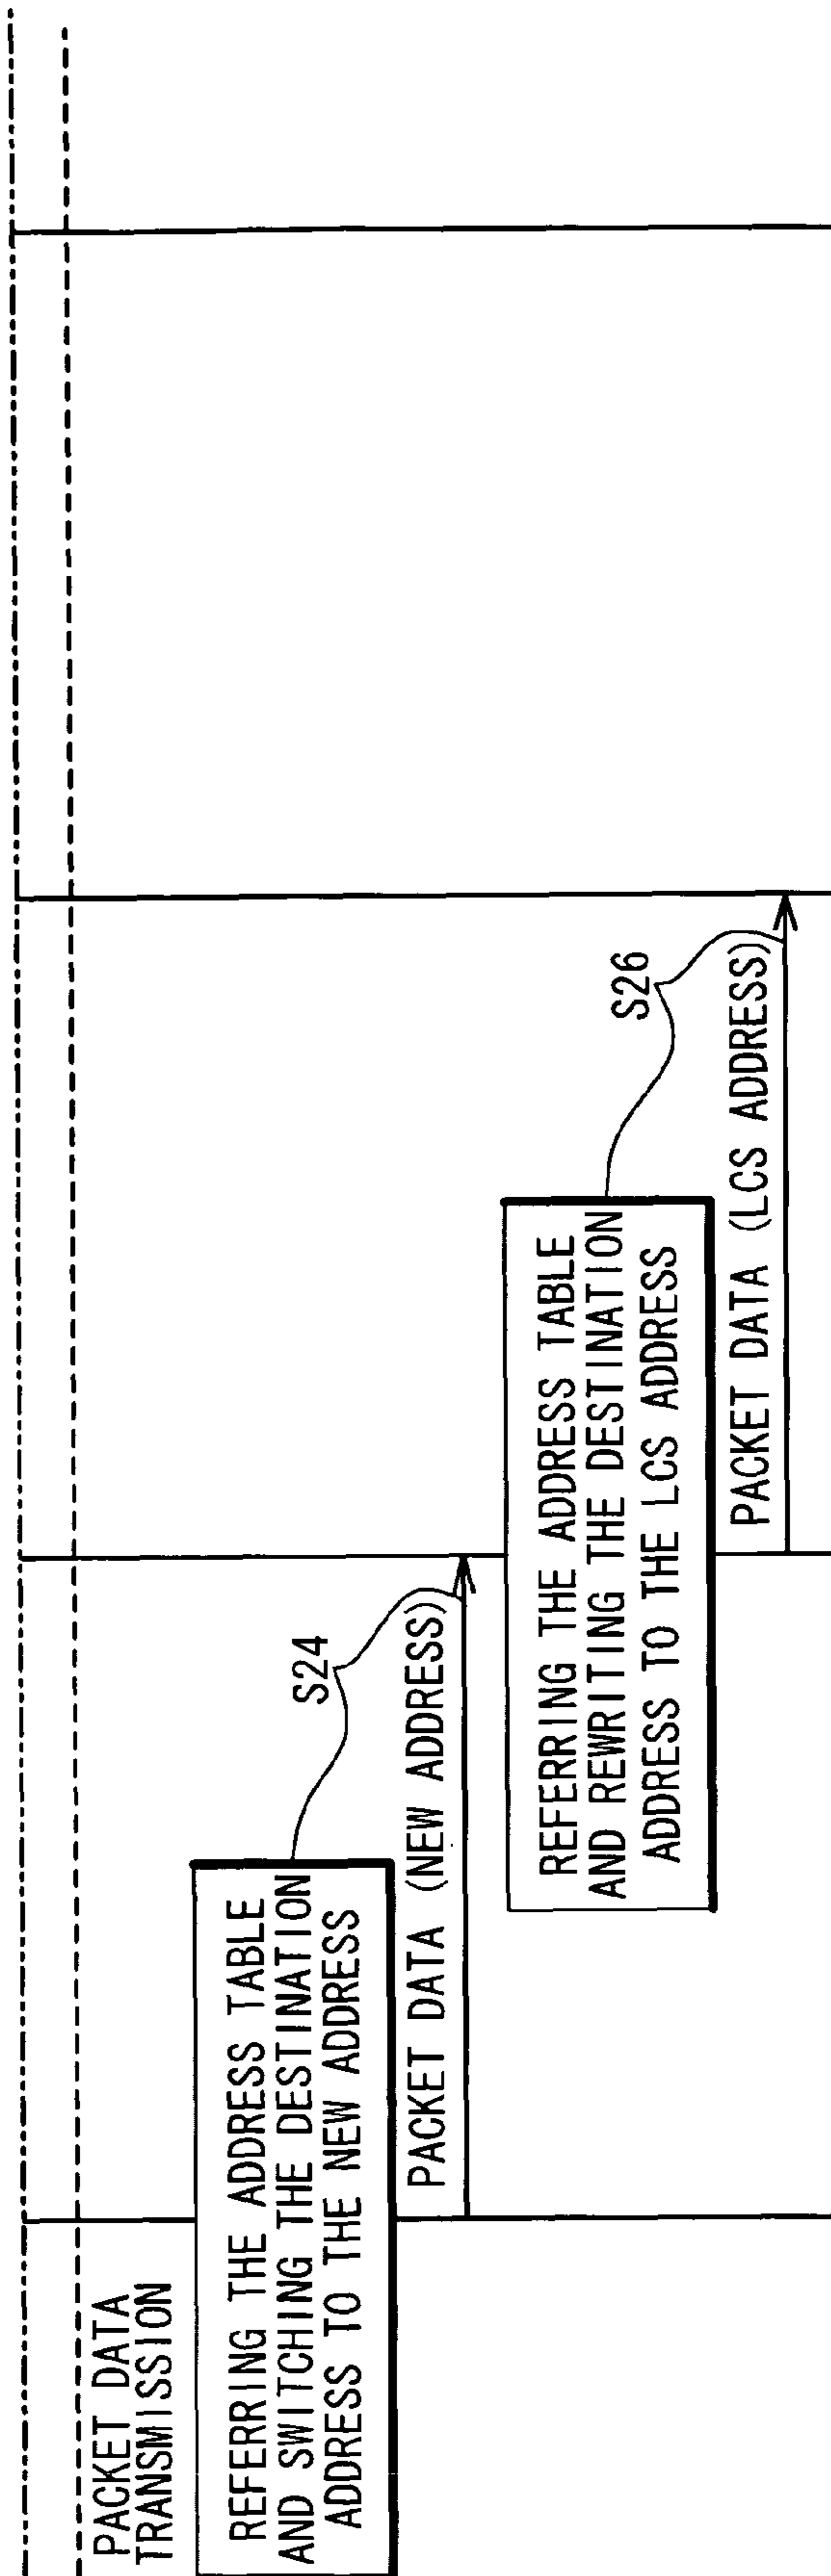 PACKET DATA
TRANSMISSION
REFERRING THE ADDRESS TABLE
AND SWITCHING THE DESTINATION
ADDRESS TO THE NEW ADDRESS
S24
PACKET DATA (NEW ADDRESS)
REFERRING THE ADDRESS TABLE
AND REWRITING THE DESTINATION
ADDRESS TO THE LCS ADDRESS
S26
PACKET DATA (LCS ADDRESS)